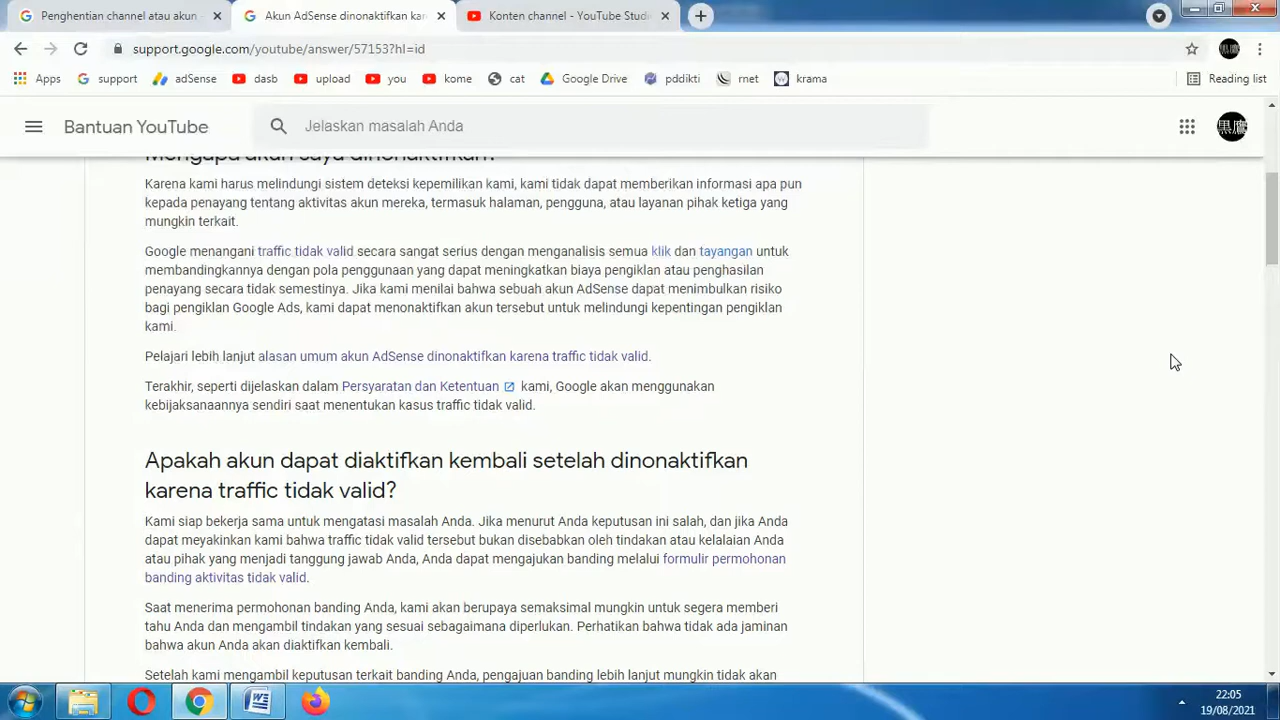 Penghentian channel atau akun
Akun AdSense dinonaktifkan kar
Konten channel - YouTube Stud
support.google.com/youtube/answer/57153?hl=id
Apps
support
adSense
dasb
upload
you
kome
cat
Google Drive
pddikti
rnet
krama
Reading list
Bantuan YouTube
Jelaskan masalah Anda
黒鷹
Mengapa akun saya dinonaktifkan?
Karena kami harus melindungi sistem deteksi kepemilikan kami, kami tidak dapat memberikan informasi apa pun
kepada penayang tentang aktivitas akun mereka, termasuk halaman, pengguna, atau layanan pihak ketiga yang
mungkin terkait.
Google menangani traffic tidak valid secara sangat serius dengan menganalisis semua klik dan tayangan untuk
membandingkannya dengan pola penggunaan yang dapat meningkatkan biaya pengiklan atau penghasilan
penayang secara tidak semestinya. Jika kami menilai bahwa sebuah akun AdSense dapat menimbulkan risiko
bagi pengiklan Google Ads, kami dapat menonaktifkan akun tersebut untuk melindungi kepentingan pengiklan
kami.
Pelajari lebih lanjut alasan umum akun AdSense dinonaktifkan karena traffic tidak valid.
Terakhir, seperti dijelaskan dalam Persyaratan dan Ketentuan kami, Google akan menggunakan
kebijaksanaannya sendiri saat menentukan kasus traffic tidak valid.
Apakah akun dapat diaktifkan kembali setelah dinonaktifkan
karena traffic tidak valid?
Kami siap bekerja sama untuk mengatasi masalah Anda. Jika menurut Anda keputusan ini salah, dan jika Anda
dapat meyakinkan kami bahwa traffic tidak valid tersebut bukan disebabkan oleh tindakan atau kelalaian Anda
atau pihak yang menjadi tanggung jawab Anda, Anda dapat mengajukan banding melalui formulir permohonan
banding aktivitas tidak valid.
Saat menerima permohonan banding Anda, kami akan berupaya semaksimal mungkin untuk segera memberi
tahu Anda dan mengambil tindakan yang sesuai sebagaimana diperlukan. Perhatikan bahwa tidak ada jaminan
bahwa akun Anda akan diaktifkan kembali.
Setelah kami mengambil keputusan terkait banding Anda, pengajuan banding lebih lanjut mungkin tidak akan
22:05
19/08/2021